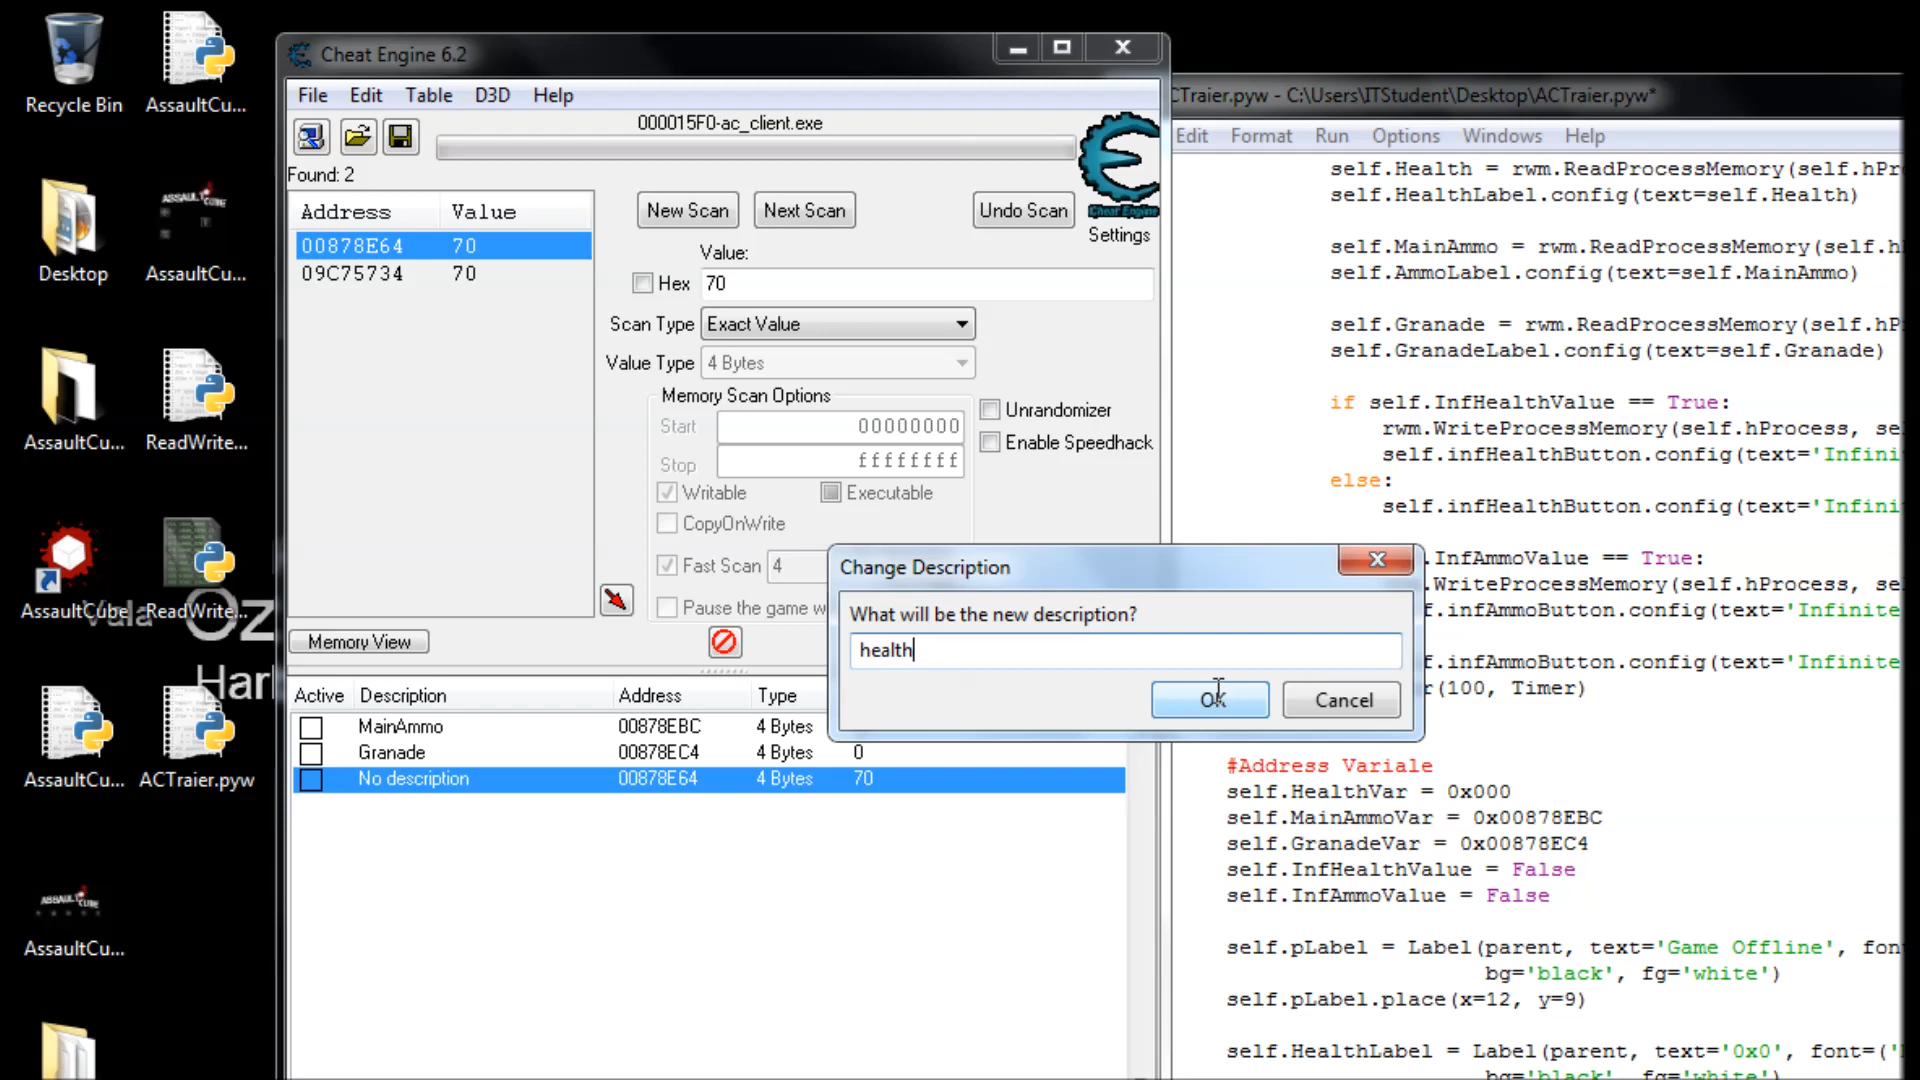 Recycle Bin
AssaultCu...
Desktop
AssaultCu...
AssaultCu...
ReadWrite...
AssaultCube
ReadWrite...
AssaultCu...
ACTraier.pyw
AssaultCu...
Cheat Engine 6.2
File Edit Table D3D Help
000015F0-ac_client.exe
Found: 2
Address Value
00878E64 70
09C75734 70
New Scan Next Scan Undo Scan
Cheat Engine
Settings
Value:
Hex 70
Scan Type Exact Value
Value Type 4 Bytes
Memory Scan Options
Start 00000000
Stop ffffffff
Writable Executable
CopyOnWrite
Fast Scan 4
Pause the game w
Unrandomizer
Enable Speedhack
Memory View
Active Description Address Type
MainAmmo 00878EBC 4 Bytes
Granade 00878EC4 4 Bytes 0
No description 00878E64 4 Bytes 70
Change Description
What will be the new description?
health
OK Cancel
CTraier.pyw - C:\Users\ITStudent\Desktop\ACTraier.pyw*
Edit Format Run Options Windows Help
self.Health = rwm.ReadProcessMemory(self.hPr
self.HealthLabel.config(text=self.Health)
self.MainAmmo = rwm.ReadProcessMemory(self.h
self.AmmoLabel.config(text=self.MainAmmo)
self.Granade = rwm.ReadProcessMemory(self.hP
self.GranadeLabel.config(text=self.Granade)
if self.InfHealthValue == True:
rwm.WriteProcessMemory(self.hProcess, se
self.infHealthButton.config(text='Infini
else:
self.infHealthButton.config(text='Infini
.InfAmmoValue == True:
.WriteProcessMemory(self.hProcess, se
f.infAmmoButton.config(text='Infinite
f.infAmmoButton.config(text='Infinite
r(100, Timer)
#Address Variale
self.HealthVar = 0x000
self.MainAmmoVar = 0x00878EBC
self.GranadeVar = 0x00878EC4
self.InfHealthValue = False
self.InfAmmoValue = False
self.pLabel = Label(parent, text='Game Offline', fon
bg='black', fg='white')
self.pLabel.place(x=12, y=9)
self.HealthLabel = Label(parent, text='0x0', font=('
bg='black', fg='white')